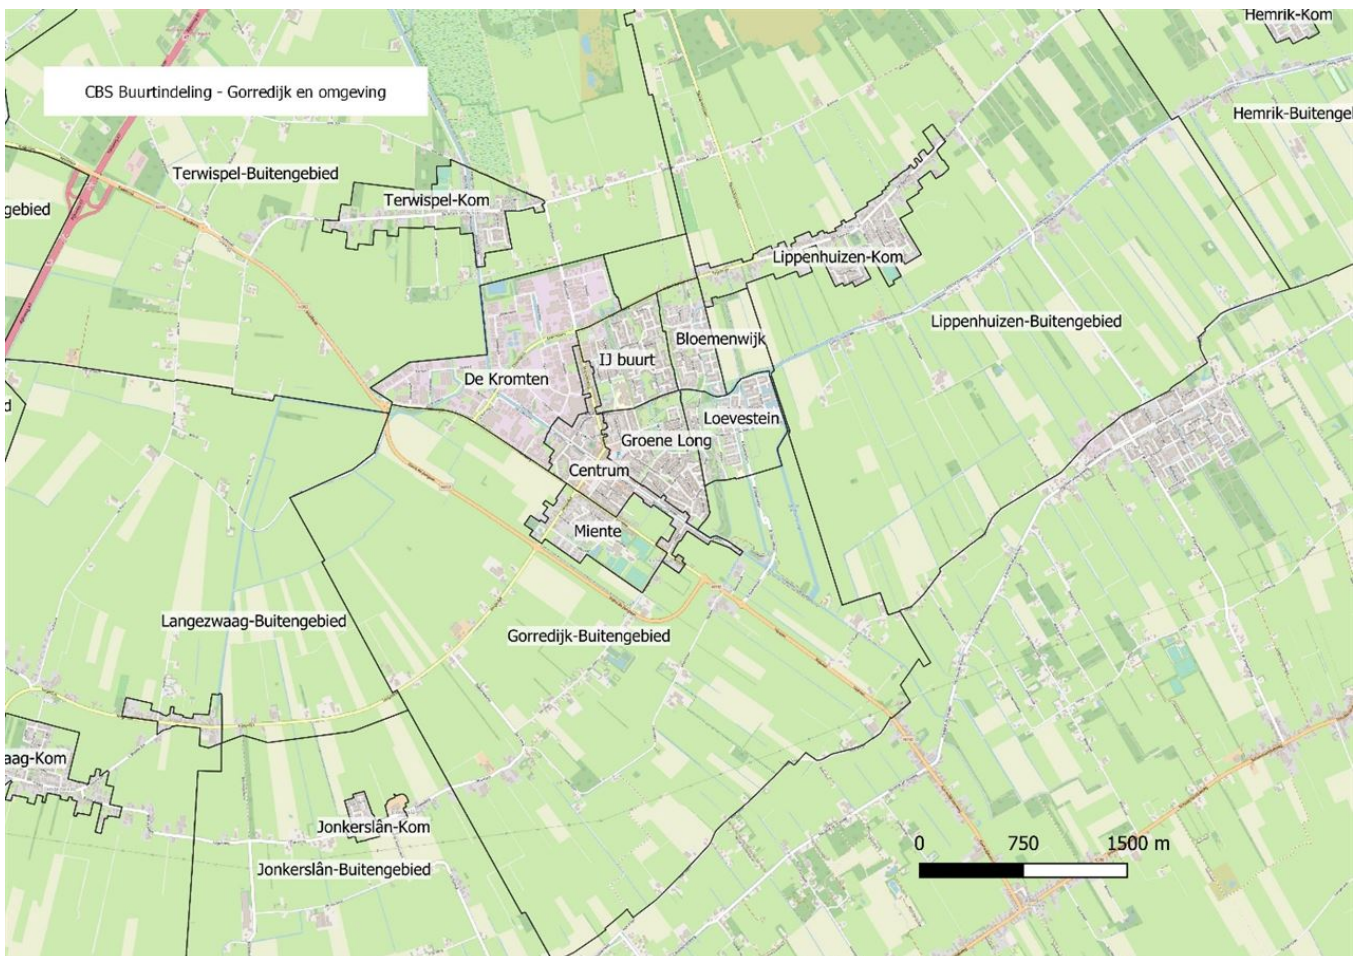 Hemrik-Kom
CBS Buurtindeling - Gorredijk en omgeving
Hemrik-Buitengel
Terwispel-Buitengebied
Terwispel-Kom
gebied
Lippenhuizen-Kom
Lippenhuizen-Buitengebied
Bloemenwijk
IJ buurt
De Kromten
d
Loevestein
Groene Long
Centrum
Miente
Langezwaag-Buitengebied
Gorredijk-Buitengebied
aag-Kom
Jonkerslân-Kom
Jonkerslân-Buitengebied
0 750 1500 m